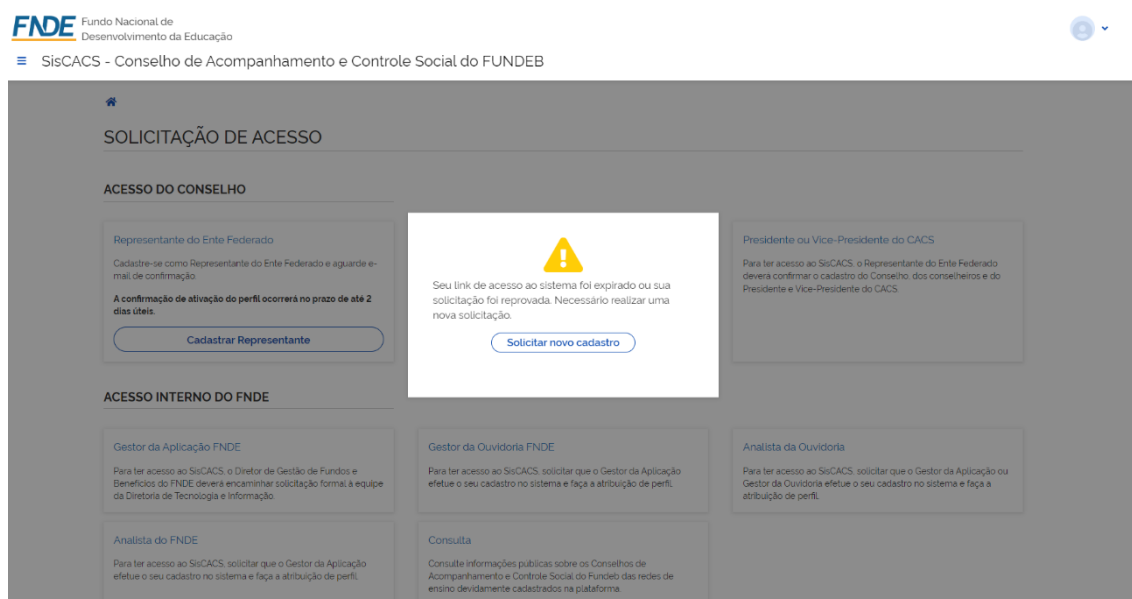 FNDE
Fundo Nacional de
Desenvolvimento da Educação
SisCACS - Conselho de Acompanhamento e Controle Social do FUNDEB
SOLICITAÇÃO DE ACESSO
ACESSO DO CONSELHO
Representante do Ente Federado
Cadastre-se como Representante do Ente Federado e aguarde e-
mail de confirmação.
A confirmação de ativação do perfil ocorrerá no prazo de até 2
dias úteis.
Cadastrar Representante
Seu link de acesso ao sistema foi expirado ou sua
solicitação foi reprovada. Necessário realizar uma
nova solicitação.
Solicitar novo cadastro
Presidente ou Vice-Presidente do CACS
Para ter acesso ao SisCACS, o Representante do Ente Federado
deverá confirmar o cadastro do Conselho, dos conselheiros e do
Presidente e Vice-Presidente do CACS.
ACESSO INTERNO DO FNDE
Gestor da Aplicação FNDE
Para ter acesso ao SisCACS, o Diretor de Gestão de Fundos e
Benefícios do FNDE deverá encaminhar solicitação formal à equipe
da Diretoria de Tecnologia e Informação.
Gestor da Ouvidoria FNDE
Para ter acesso ao SisCACS, solicitar que o Gestor da Aplicação
efetue o seu cadastro no sistema e faça a atribuição de perfil.
Analista da Ouvidoria
Para ter acesso ao SisCACS, solicitar que o Gestor da Aplicação ou
Gestor da Ouvidoria efetue o seu cadastro no sistema e faça a
atribuição de perfil.
Analista do FNDE
Para ter acesso ao SisCACS, solicitar que o Gestor da Aplicação
efetue o seu cadastro no sistema e faça a atribuição de perfil.
Consulta
Consulte informações públicas sobre os Conselhos de
Acompanhamento e Controle Social do Fundeb das redes de
ensino devidamente cadastrados na plataforma.